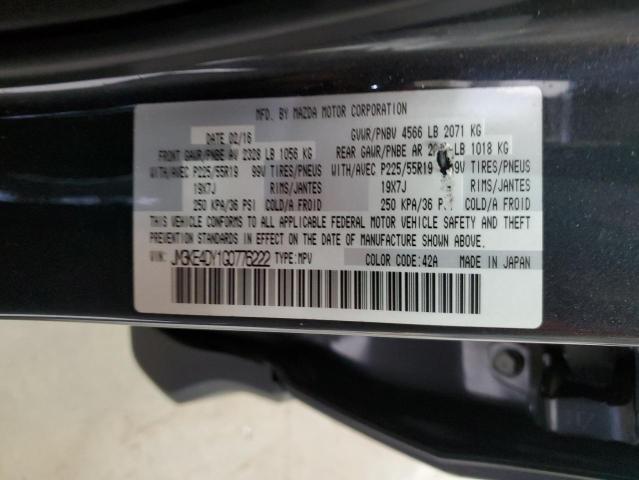 MFD. BY MAZDA MOTOR CORPORATION
DATE 02/16 GVWR/PNBV 4566 LB 2071 KG
FRONT GAWR/PNBE AV 2328 LB 1056 KG REAR GAWR/PNBE AR LB 1018 KG
WITH/AVEC P225/55R19 99V TIRES/PNEUS WITH/AVEC P225/55R19 99V TIRES/PNEUS
19X7J RIMS/JANTES 19X7J RIMS/JANTES
250 KPA/36 PSI COLD/A FROID 250 KPA/36 COLD/A FROID
THIS VEHICLE CONFORMS TO ALL APPLICABLE FEDERAL MOTOR VEHICLE SAFETY AND THEFT
PREVENTION STANDARDS IN EFFECT ON THE DATE OF MANUFACTURE SHOWN ABOVE.
VIN: JM3KE4DY1G0776222 TYPE:MPV COLOR CODE:42A MADE IN JAPAN